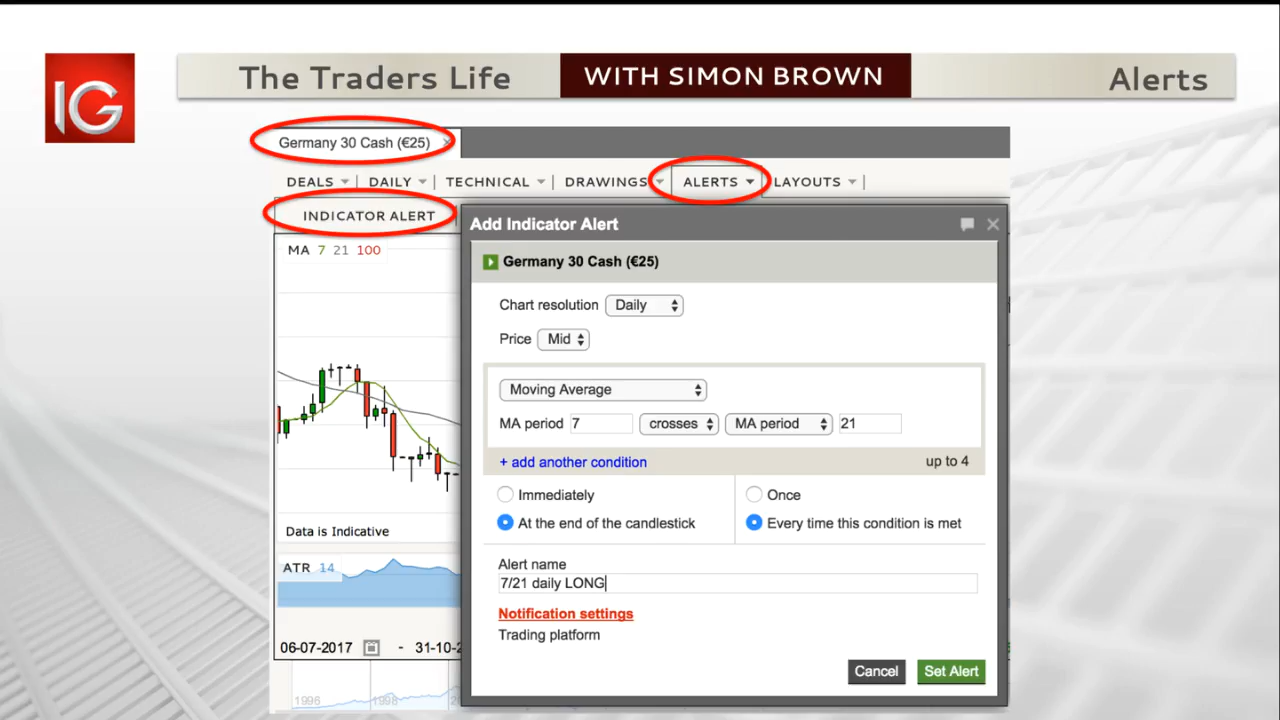 IG
The Traders Life
WITH SIMON BROWN
Alerts
Germany 30 Cash (€25)
DEALS DAILY TECHNICAL DRAWINGS ALERTS LAYOUTS
INDICATOR ALERT
MA 7 21 100
Data is Indicative
ATR 14
06-07-2017 - 31-10-2
1996 1998
Add Indicator Alert
Germany 30 Cash (€25)
Chart resolution Daily
Price Mid
Moving Average
MA period 7 crosses MA period 21
+ add another condition up to 4
Immediately Once
At the end of the candlestick Every time this condition is met
Alert name
7/21 daily LONG
Notification settings
Trading platform
Cancel Set Alert